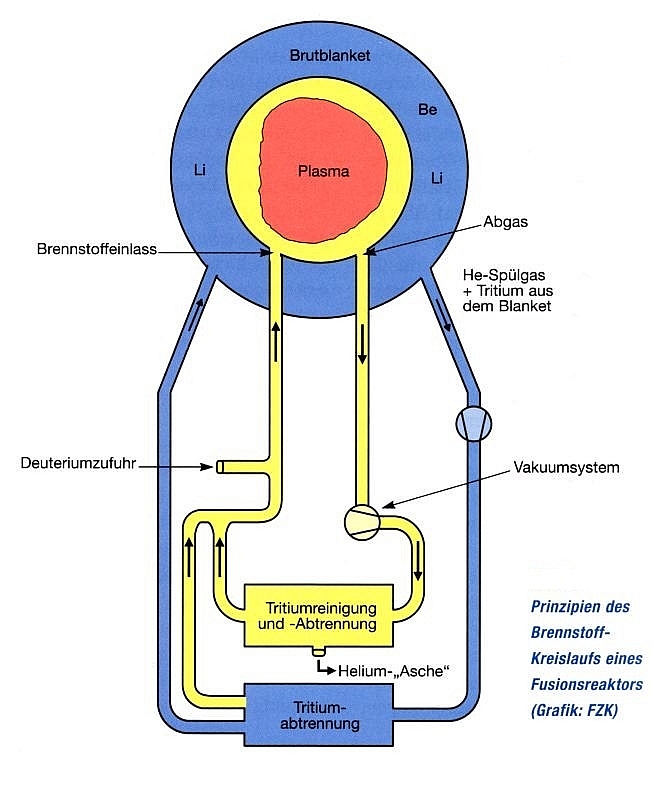 Brutblanket
Be
Li
Plasma
Li
Abgas
Brennstoffeinlass
He-Spülgas
+ Tritium aus
dem Blanket
Deuteriumzufuhr
Vakuumsystem
Tritiumreinigung
und -Abtrennung
Helium-„Asche“
Tritium-
abtrennung
Prinzipien des
Brennstoff-
Kreislaufs eines
Fusionsreaktors
(Grafik: FZK)